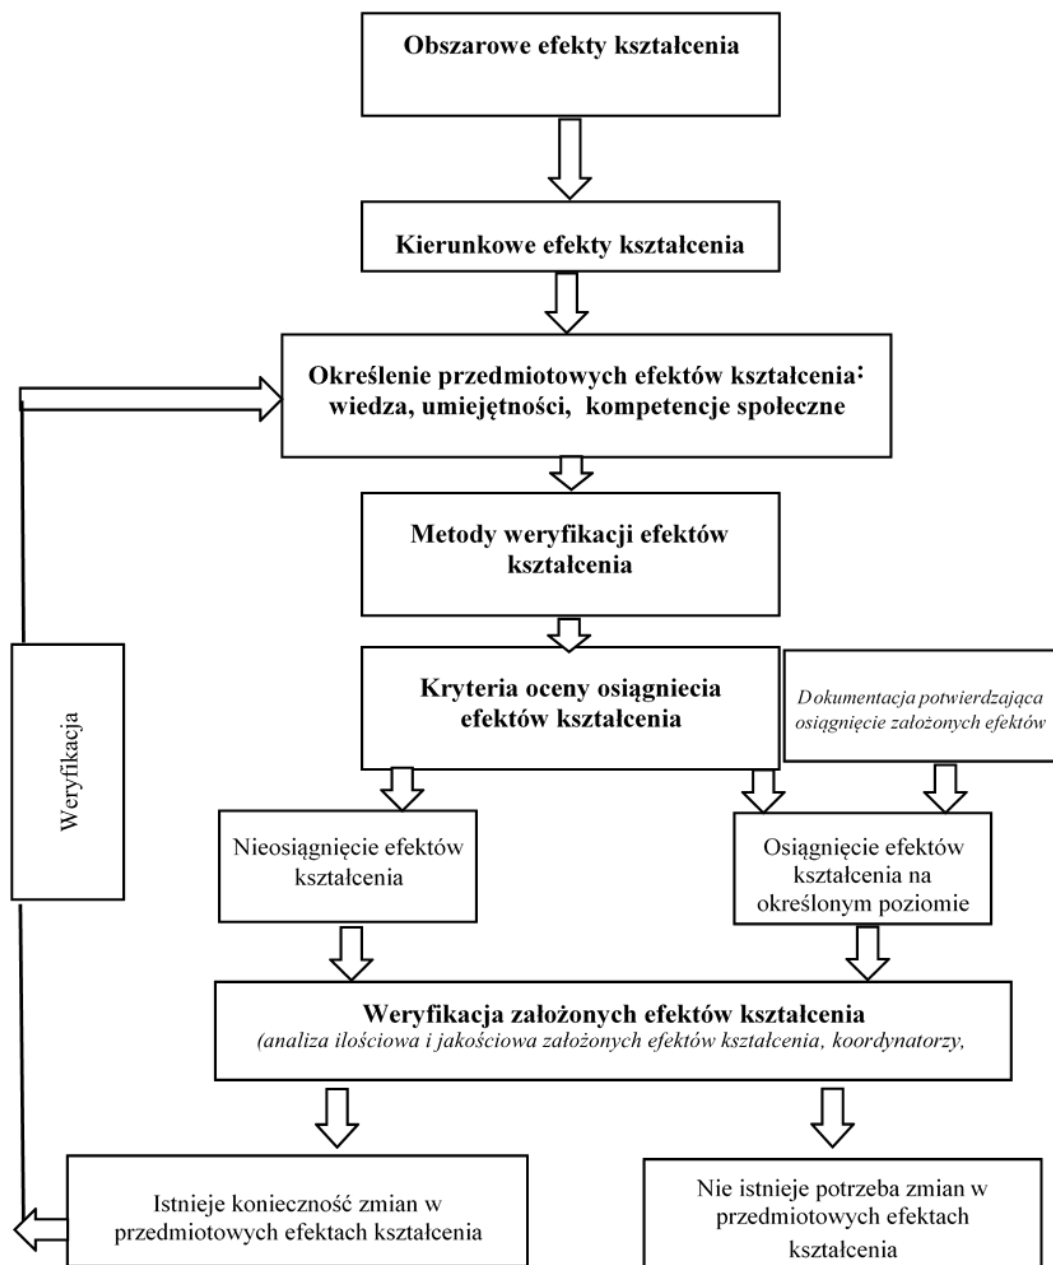 Obszarowe efekty kształcenia
Kierunkowe efekty kształcenia
Określenie przedmiotowych efektów kształcenia:
wiedza, umiejętności, kompetencje społeczne
Metody weryfikacji efektów
kształcenia
Kryteria oceny osiągniecia
efektów kształcenia
Dokumentacja potwierdzająca
osiągnięcie założonych efektów
Weryfikacja
Nieosiągnięcie efektów
kształcenia
Osiągnięcie efektów
kształcenia na
określonym poziomie
Weryfikacja założonych efektów kształcenia
(analiza ilościowa i jakościowa założonych efektów kształcenia, koordynatorzy,
Istnieje konieczność zmian w
przedmiotowych efektach kształcenia
Nie istnieje potrzeba zmian w
przedmiotowych efektach
kształcenia